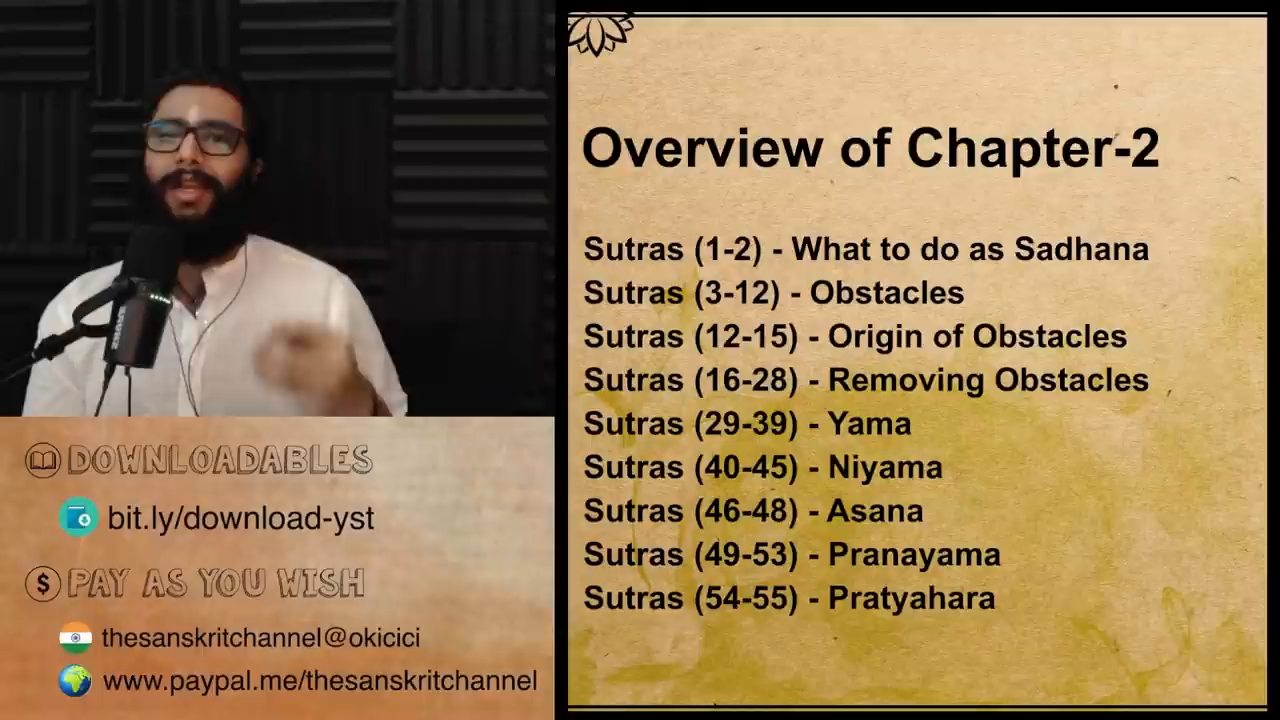 Overview of Chapter-2
Sutras (1-2) - What to do as Sadhana
Sutras (3-12) - Obstacles
Sutras (12-15) - Origin of Obstacles
Sutras (16-28) - Removing Obstacles
Sutras (29-39) - Yama
Sutras (40-45) - Niyama
Sutras (46-48) - Asana
Sutras (49-53) - Pranayama
Sutras (54-55) - Pratyahara
DOWNLOADABLES
bit.ly/download-yst
$ PAY AS YOU WISH
thesanskritchannel@okicici
www.paypal.me/thesanskritchannel